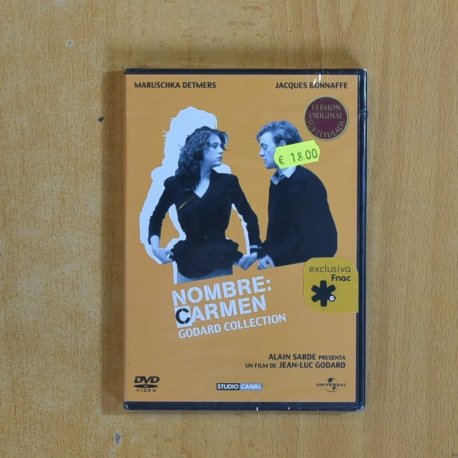 MARUSCHKA DETMERS
JACQUES BONNAFFE
VERSIÓN
ORIGINAL
SUBTITULADA
€ 18.00
exclusiva
Fnac
NOMBRE:
CARMEN
GODARD COLLECTION
ALAIN SARDE PRESENTA
UN FILM DE JEAN-LUC GODARD
DVD
VIDEO
STUDIO CANAL
UNIVERSAL